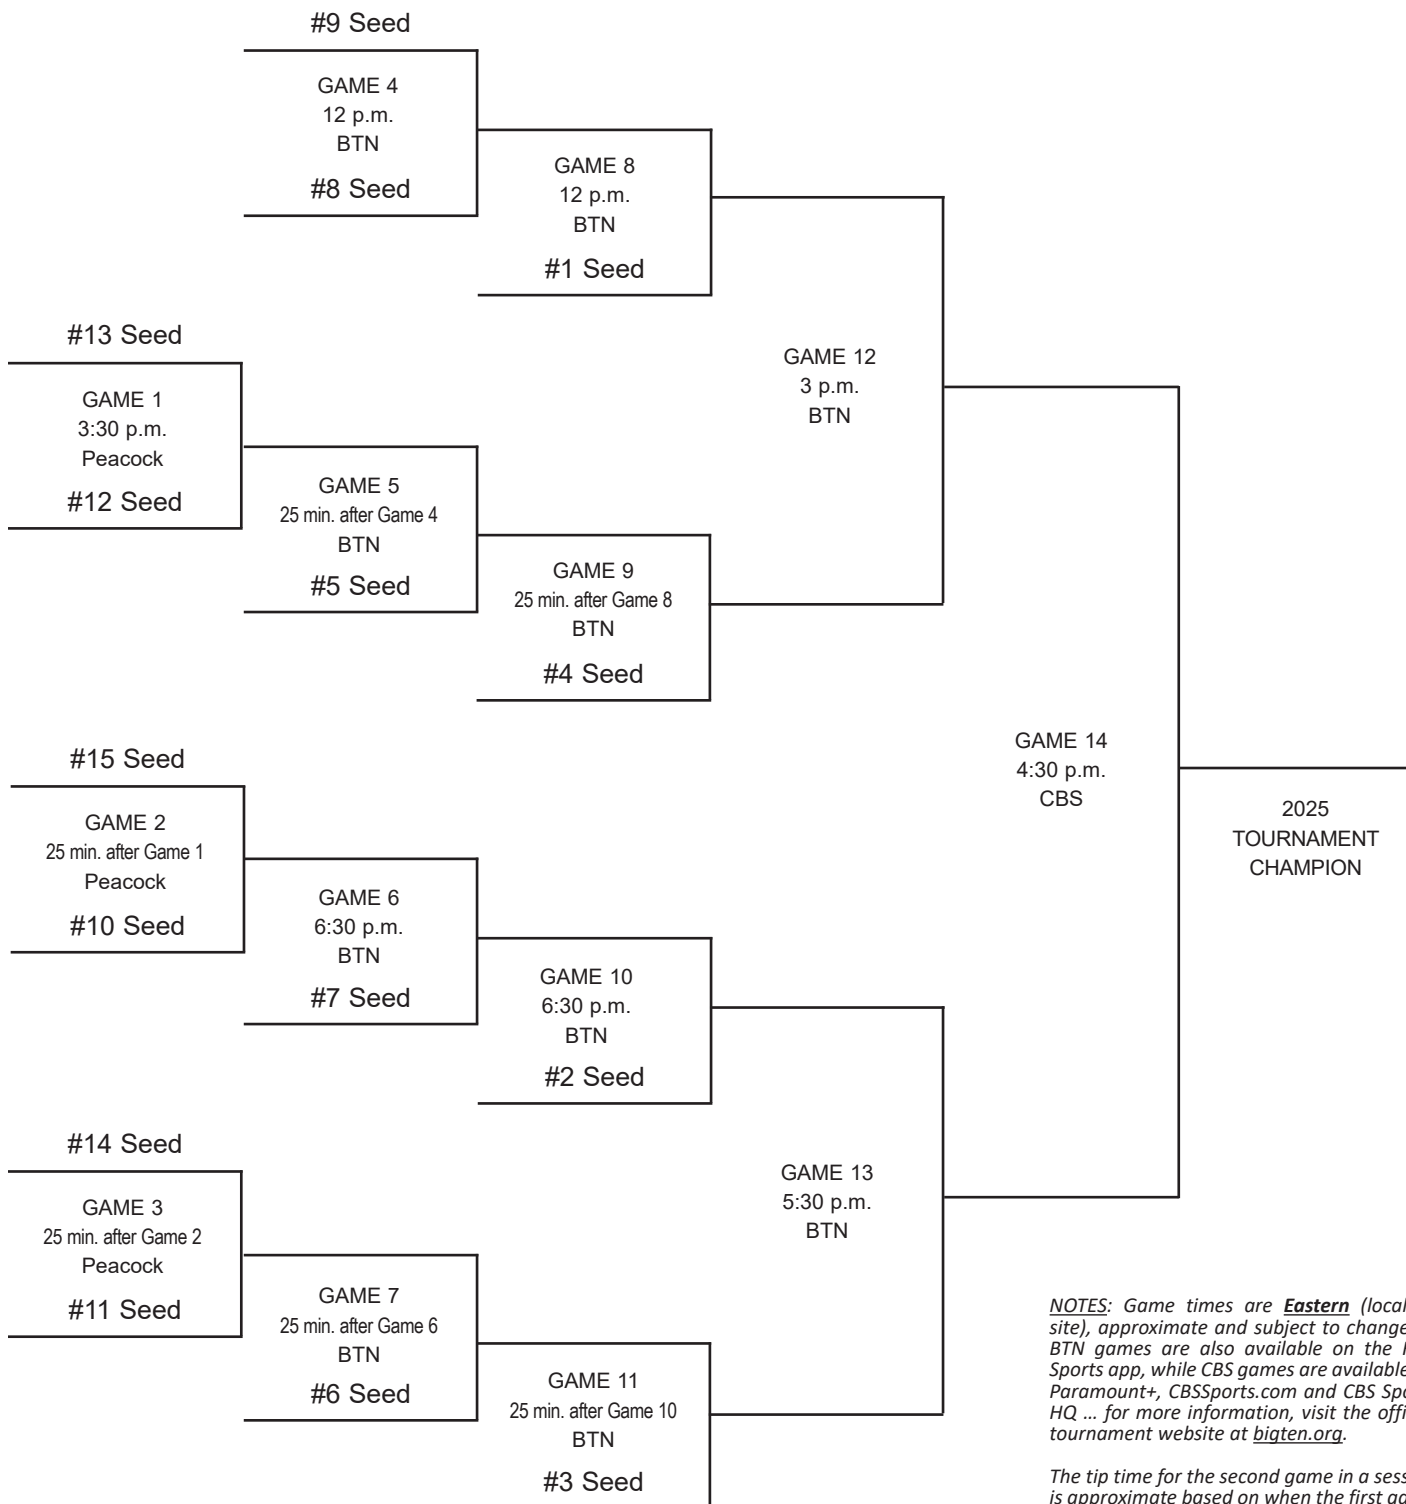 #9 Seed
GAME 4
12 p.m.
BTN
#8 Seed
GAME 8
12 p.m.
BTN
#1 Seed
#13 Seed
GAME 1
3:30 p.m.
Peacock
#12 Seed
GAME 5
25 min. after Game 4
BTN
#5 Seed
GAME 9
25 min. after Game 8
BTN
#4 Seed
GAME 12
3 p.m.
BTN
#15 Seed
GAME 2
25 min. after Game 1
Peacock
#10 Seed
GAME 6
6:30 p.m.
BTN
#7 Seed
GAME 10
6:30 p.m.
BTN
#2 Seed
#14 Seed
GAME 3
25 min. after Game 2
Peacock
#11 Seed
GAME 7
25 min. after Game 6
BTN
#6 Seed
GAME 11
25 min. after Game 10
BTN
#3 Seed
GAME 13
5:30 p.m.
BTN
GAME 14
4:30 p.m.
CBS
2025
TOURNAMENT
CHAMPION
NOTES: Game times are Eastern (local
site), approximate and subject to change
BTN games are also available on the
Sports app, while CBS games are available
Paramount+, CBSSports.com and CBS Spo
HQ ... for more information, visit the offi
tournament website at bigten.org.
The tip time for the second game in a sess
is approximate based on when the first